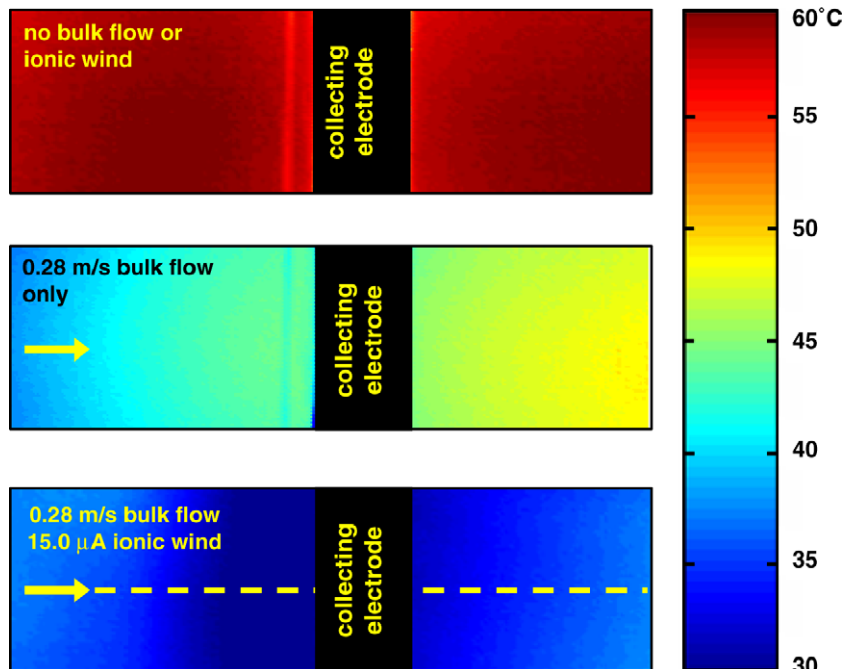 no bulk flow or
ionic wind
collecting
electrode
0.28 m/s bulk flow
only
collecting
electrode
0.28 m/s bulk flow
15.0 μA ionic wind
collecting
electrode
60°C
55
50
45
40
35
30